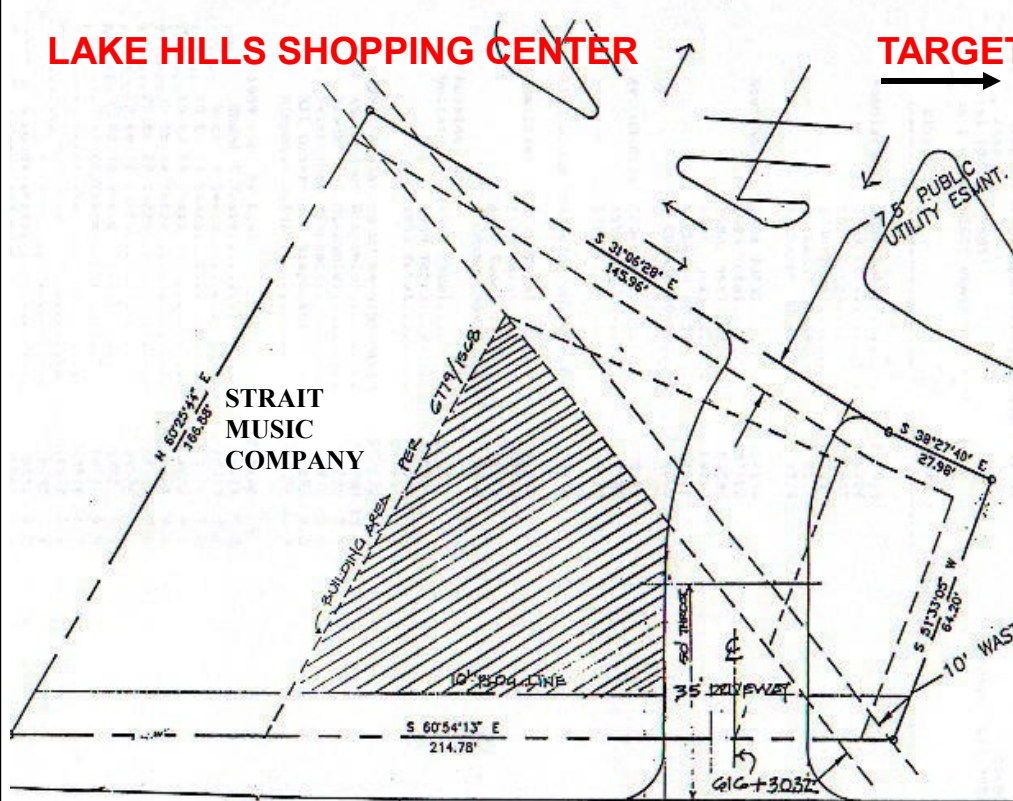 LAKE HILLS SHOPPING CENTER
TARGET
7.5 PUBLIC
UTILITY ESMNT.
S 31°06'28" E
145.96'
6779/1568
N 60°25'44" E
166.68'
STRAIT
MUSIC
COMPANY
BUILDING AREA PER
S 38°27'40" E
27.98'
S 51°33'05" W
64.20'
10' WAST
50' THROAT
℄
10' BLDG. LINE
35' DRIVEWAY
S 60°54'13" E
214.78'
616+30.32